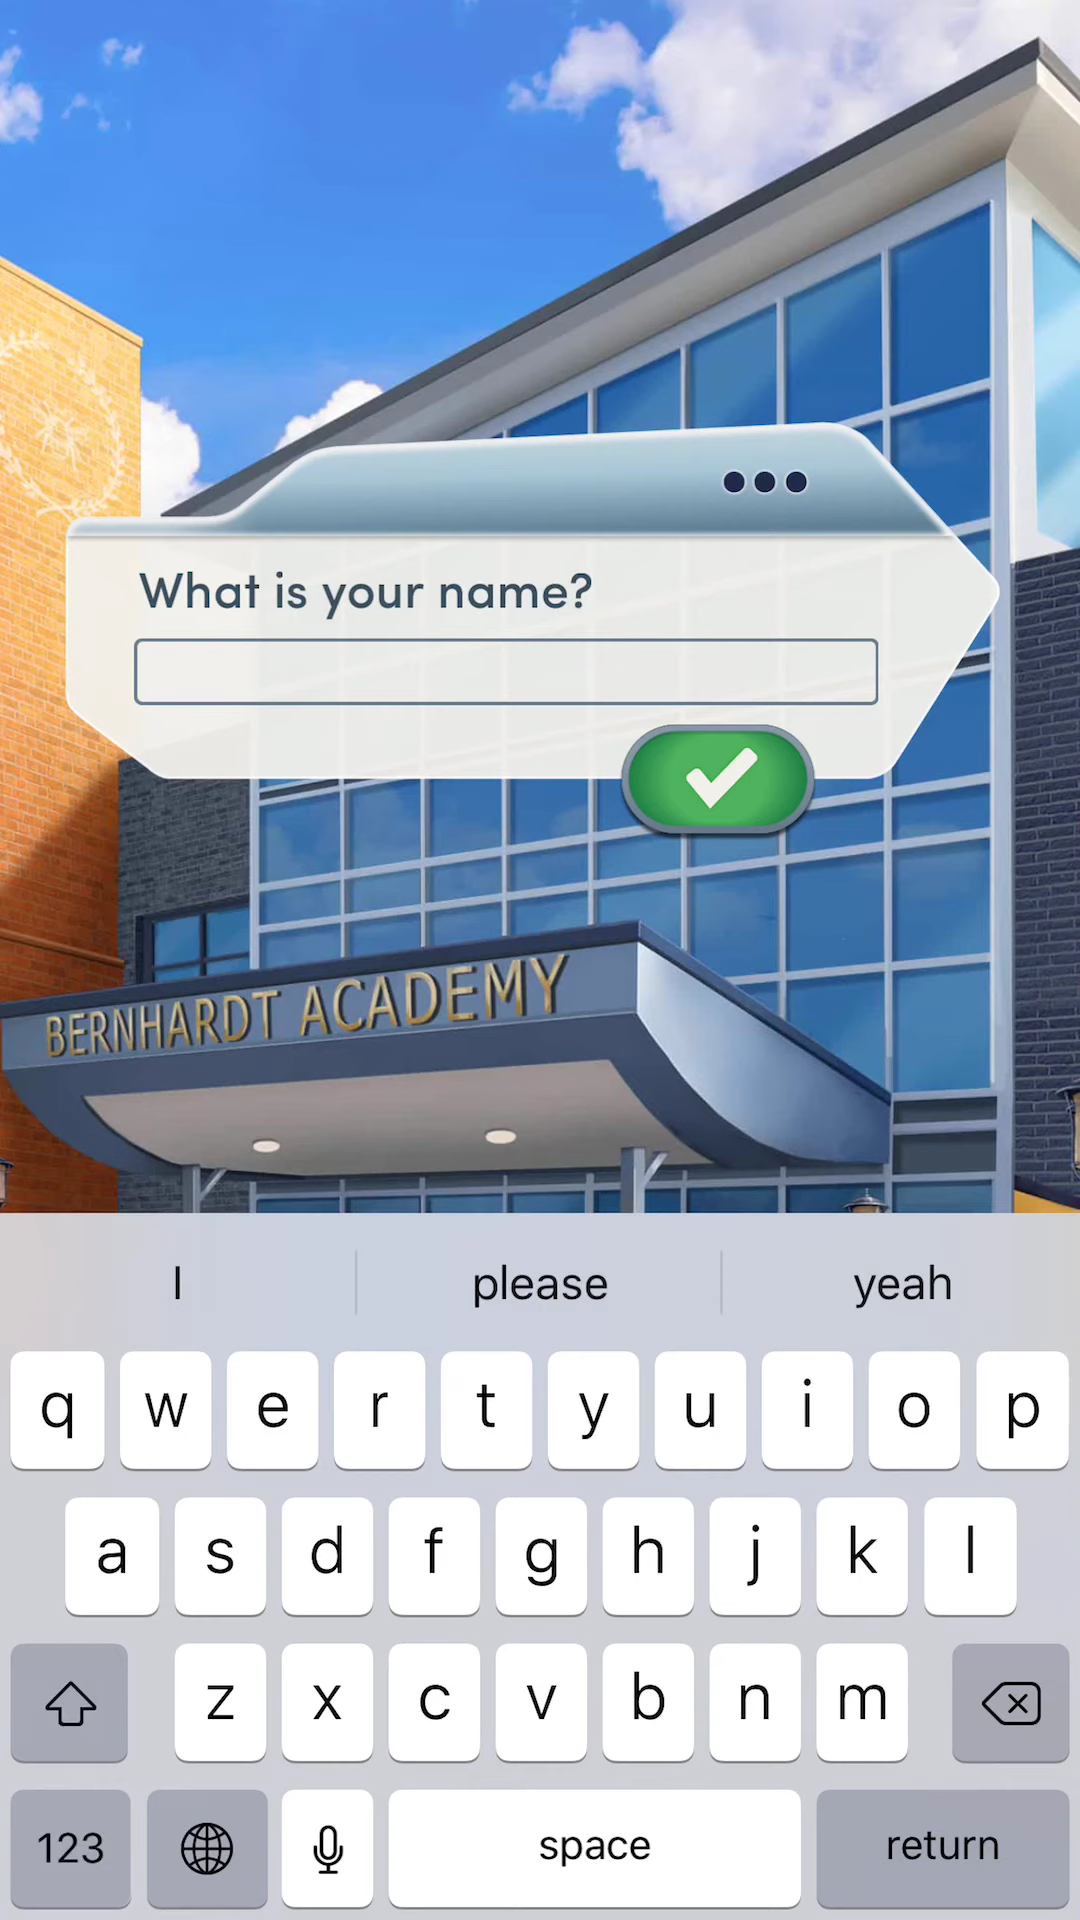 What is your name?
BERNHARDT ACADEMY
I please yeah
q w e r t y u i o p
a s d f g h j k l
z x c v b n m
123 space return